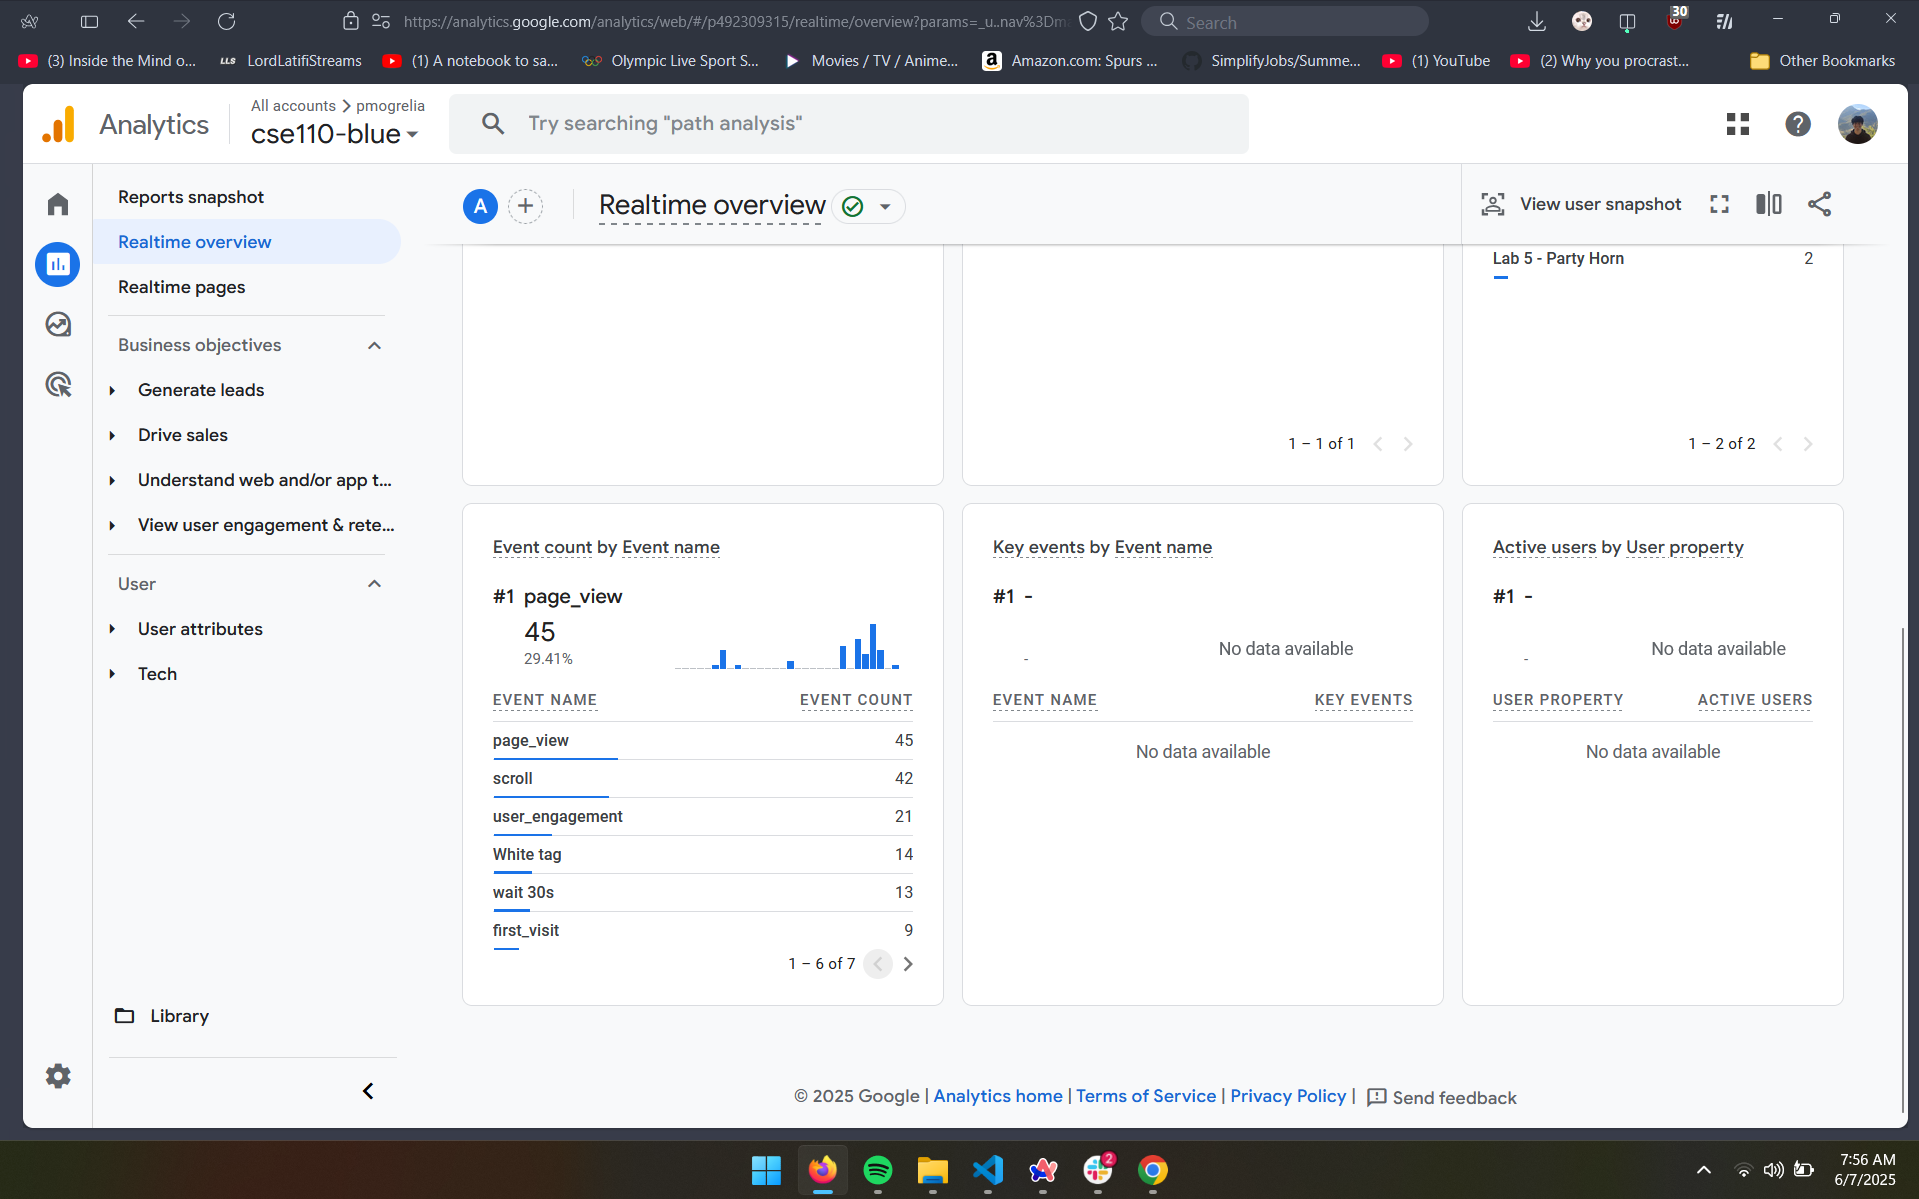 https://analytics.google.com/analytics/web/#/p492309315/realtime/overview?params=_u..nav%3Dm
Search
30
(3) Inside the Mind o...
LLS LordLatifiStreams
(1) A notebook to sa...
Olympic Live Sport S...
Movies / TV / Anime...
Amazon.com: Spurs ...
SimplifyJobs/Summe...
(1) YouTube
(2) Why you procrast...
Other Bookmarks
Analytics
All accounts > pmogrelia
cse110-blue
Try searching "path analysis"
Reports snapshot
Realtime overview
Realtime pages
Business objectives
Generate leads
Drive sales
Understand web and/or app t...
View user engagement & rete...
User
User attributes
Tech
Library
A
Realtime overview
View user snapshot
Lab 5 - Party Horn 2
1 – 1 of 1
1 – 2 of 2
Event count by Event name
#1 page_view
45
29.41%
EVENT NAME EVENT COUNT
page_view 45
scroll 42
user_engagement 21
White tag 14
wait 30s 13
first_visit 9
1 – 6 of 7
Key events by Event name
#1 -
-
No data available
EVENT NAME KEY EVENTS
No data available
Active users by User property
#1 -
-
No data available
USER PROPERTY ACTIVE USERS
No data available
© 2025 Google | Analytics home | Terms of Service | Privacy Policy | Send feedback
2
7:56 AM
6/7/2025